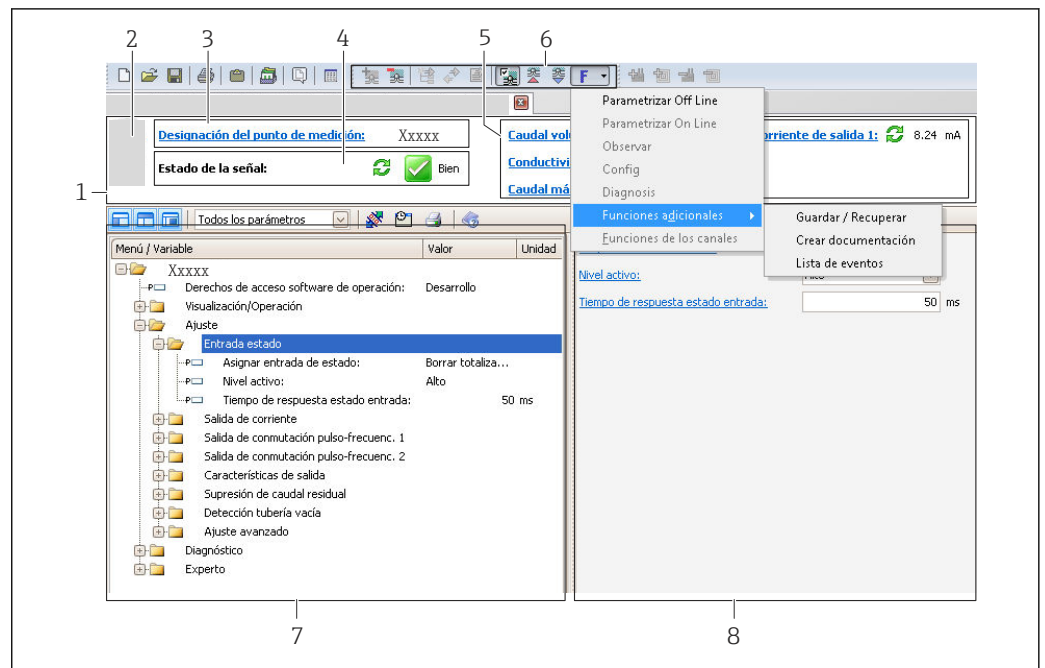 2 3 4 5 6
F
Parametrizar Off Line
Parametrizar On Line
Observar
Config
Diagnosis
Funciones adicionales
Funciones de los canales
Guardar / Recuperar
Crear documentación
Lista de eventos
1
Designación del punto de medición: Xxxxx
Estado de la señal: Bien
Caudal vol
orriente de salida 1: 8.24 mA
Conductivi
Caudal má
Todos los parámetros
Menú / Variable Valor Unidad
Xxxxx
P Derechos de acceso software de operación: Desarrollo
Visualización/Operación
Ajuste
Entrada estado
P Asignar entrada de estado: Borrar totaliza...
P Nivel activo: Alto
P Tiempo de respuesta estado entrada: 50 ms
Salida de corriente
Salida de conmutación pulso-frecuenc. 1
Salida de conmutación pulso-frecuenc. 2
Características de salida
Supresión de caudal residual
Detección tubería vacía
Ajuste avanzado
Diagnóstico
Experto
Nivel activo:
Tiempo de respuesta estado entrada: 50 ms
7 8